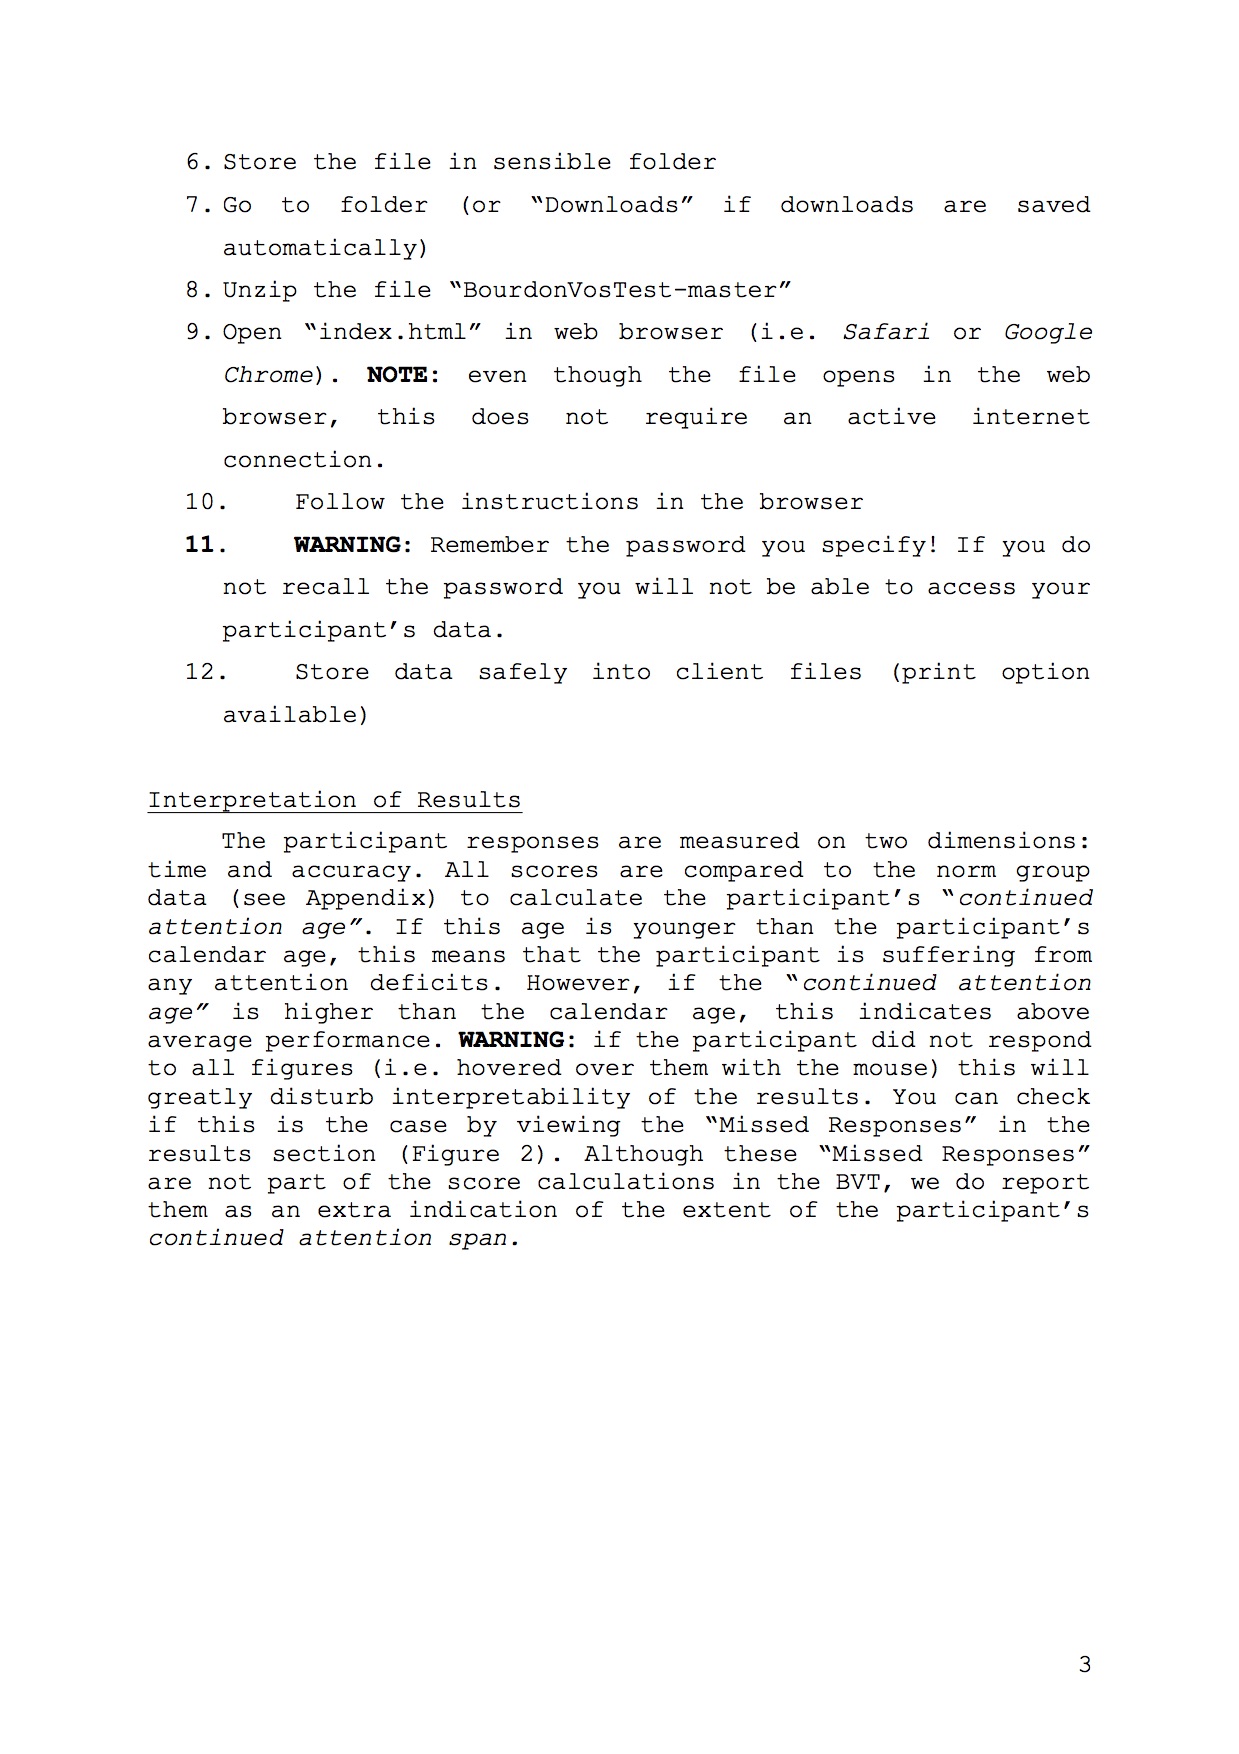 6. Store the file in sensible folder
7. Go to folder (or “Downloads” if downloads are saved
automatically)
8. Unzip the file “BourdonVosTest-master”
9. Open “index.html” in web browser (i.e. Safari or Google
Chrome). NOTE: even though the file opens in the web
browser, this does not require an active internet
connection.
10. Follow the instructions in the browser
11. WARNING: Remember the password you specify! If you do
not recall the password you will not be able to access your
participant’s data.
12. Store data safely into client files (print option
available)
Interpretation of Results
The participant responses are measured on two dimensions:
time and accuracy. All scores are compared to the norm group
data (see Appendix) to calculate the participant’s “continued
attention age”. If this age is younger than the participant’s
calendar age, this means that the participant is suffering from
any attention deficits. However, if the “continued attention
age” is higher than the calendar age, this indicates above
average performance. WARNING: if the participant did not respond
to all figures (i.e. hovered over them with the mouse) this will
greatly disturb interpretability of the results. You can check
if this is the case by viewing the “Missed Responses” in the
results section (Figure 2). Although these “Missed Responses”
are not part of the score calculations in the BVT, we do report
them as an extra indication of the extent of the participant’s
continued attention span.
3